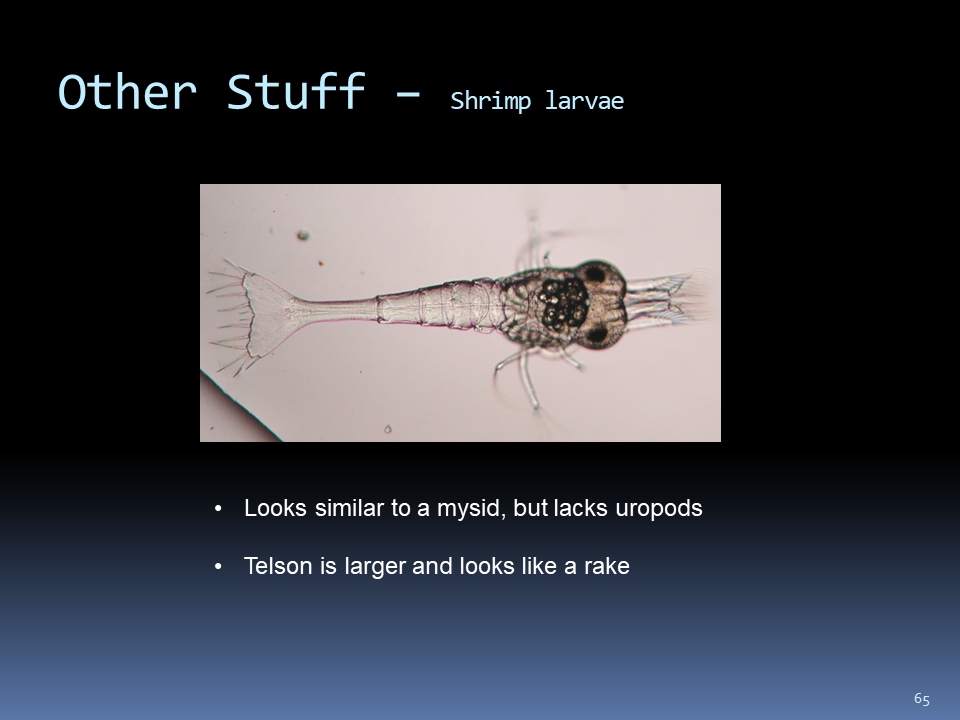 Other Stuff – Shrimp larvae
• Looks similar to a mysid, but lacks uropods
• Telson is larger and looks like a rake
65